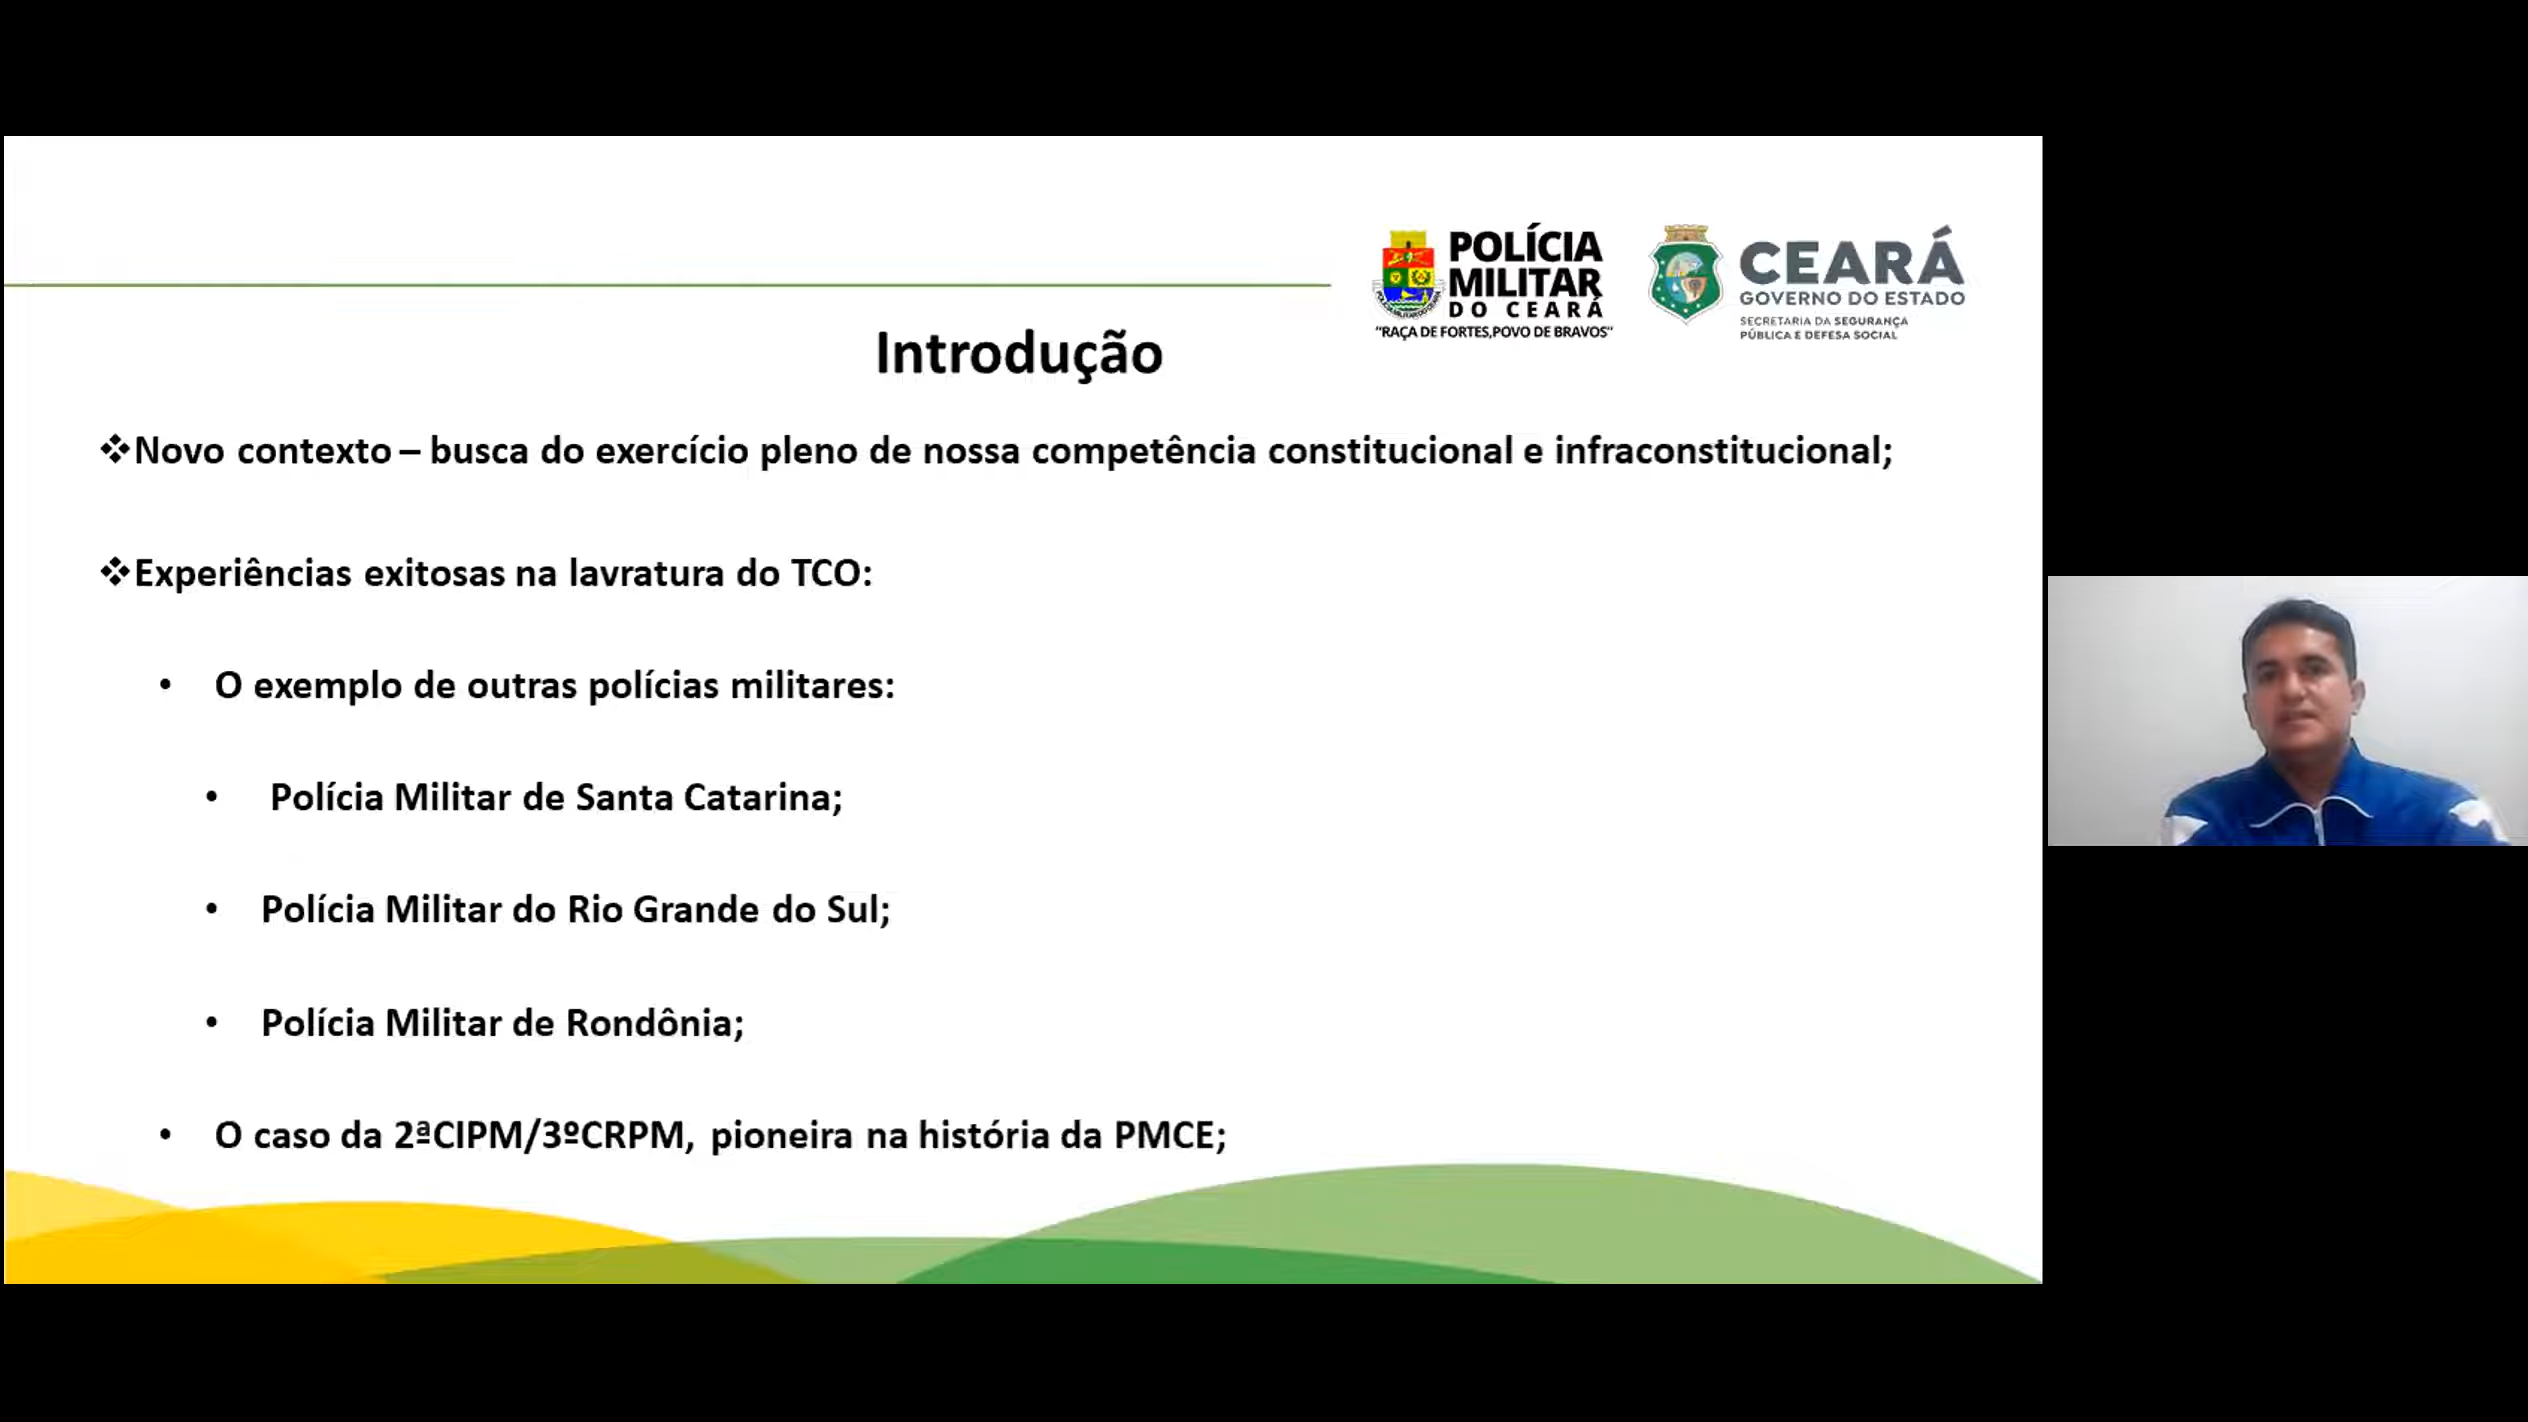 POLÍCIA
MILITAR
DO CEARÁ
"RAÇA DE FORTES,POVO DE BRAVOS"
CEARÁ
GOVERNO DO ESTADO
SECRETARIA DA SEGURANÇA
PÚBLICA E DEFESA SOCIAL
Introdução
❖Novo contexto – busca do exercício pleno de nossa competência constitucional e infraconstitucional;
❖Experiências exitosas na lavratura do TCO:
• O exemplo de outras polícias militares:
• Polícia Militar de Santa Catarina;
• Polícia Militar do Rio Grande do Sul;
• Polícia Militar de Rondônia;
• O caso da 2ªCIPM/3ºCRPM, pioneira na história da PMCE;